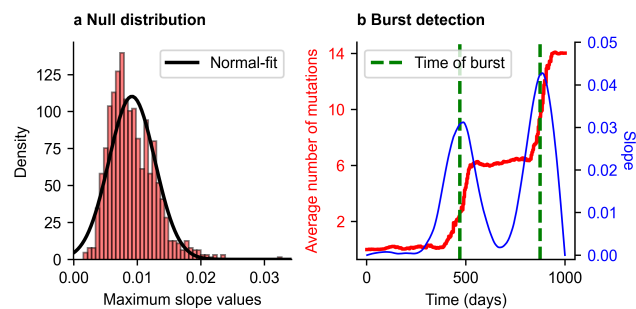 a Null distribution
Normal-fit
Density
125
100
75
50
25
0
0.00
0.01
0.02
0.03
Maximum slope values
b Burst detection
Time of burst
Average number of mutations
14
10
6
2
0
500
1000
Time (days)
0.05
0.04
0.03
0.02
0.01
0.00
Slope